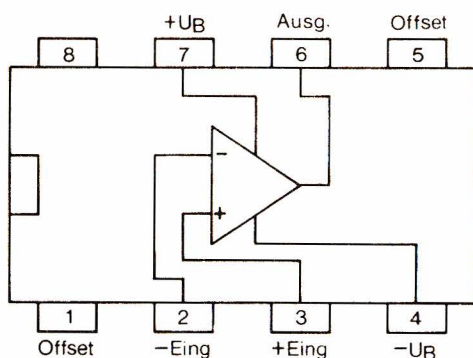 +UB Ausg. Offset
8 7 6 5
-
+
1 2 3 4
Offset -Eing +Eing -UB